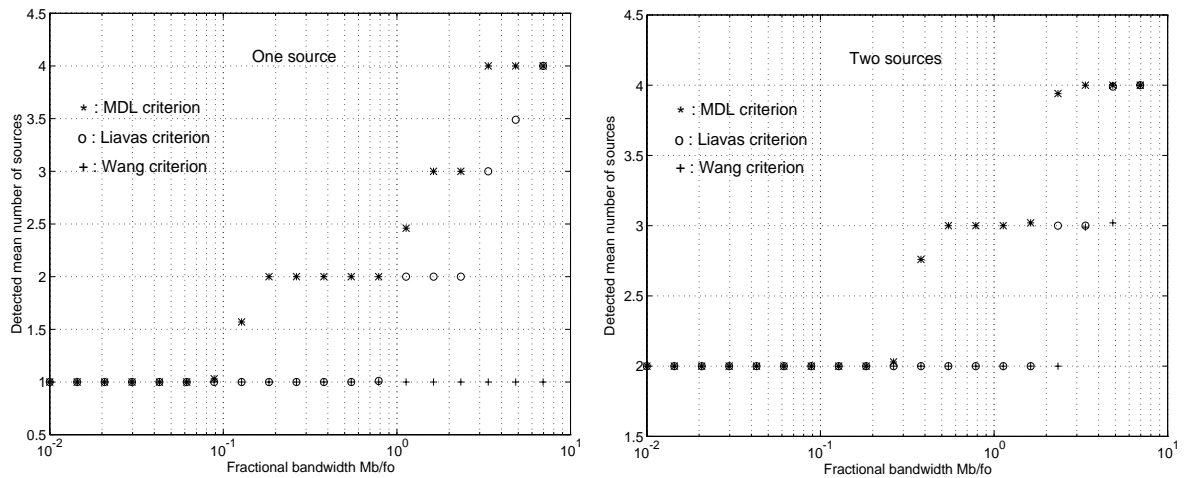 4.5
4
3.5
3
2.5
2
1.5
1
0.5
Detected mean number of sources
One source
* : MDL criterion
o : Liavas criterion
+ : Wang criterion
10^-2
10^-1
10^0
10^1
Fractional bandwidth Mb/fo
4.5
4
3.5
3
2.5
2
1.5
Detected mean number of sources
Two sources
* : MDL criterion
o : Liavas criterion
+ : Wang criterion
10^-2
10^-1
10^0
10^1
Fractional bandwidth Mb/fo